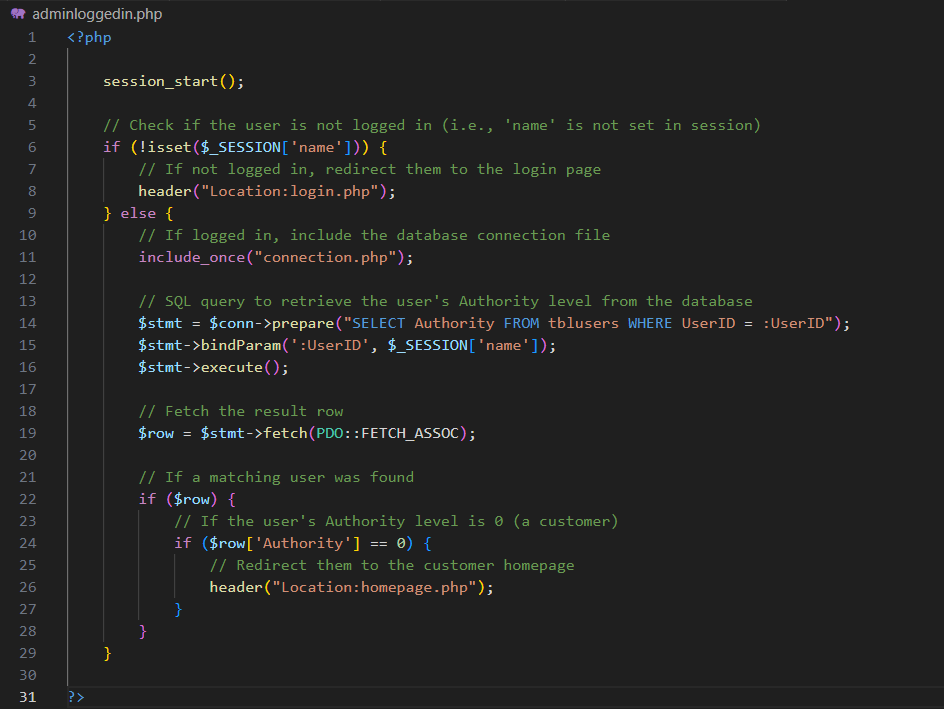 adminloggedin.php
1 <?php
2
3 session_start();
4
5 // Check if the user is not logged in (i.e., 'name' is not set in session)
6 if (!isset($_SESSION['name'])) {
7 // If not logged in, redirect them to the login page
8 header("Location:login.php");
9 } else {
10 // If logged in, include the database connection file
11 include_once("connection.php");
12
13 // SQL query to retrieve the user's Authority level from the database
14 $stmt = $conn->prepare("SELECT Authority FROM tblusers WHERE UserID = :UserID");
15 $stmt->bindParam(':UserID', $_SESSION['name']);
16 $stmt->execute();
17
18 // Fetch the result row
19 $row = $stmt->fetch(PDO::FETCH_ASSOC);
20
21 // If a matching user was found
22 if ($row) {
23 // If the user's Authority level is 0 (a customer)
24 if ($row['Authority'] == 0) {
25 // Redirect them to the customer homepage
26 header("Location:homepage.php");
27 }
28 }
29 }
30
31 ?>